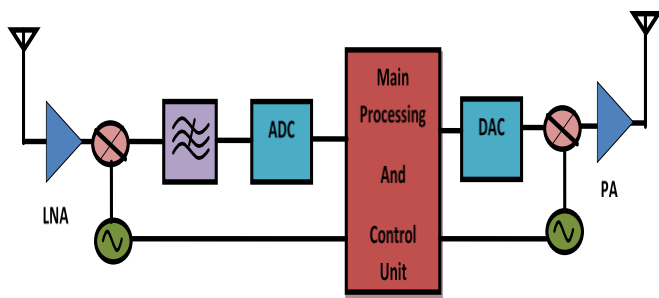 LNA
ADC
Main
Processing
And
Control
Unit
DAC
PA